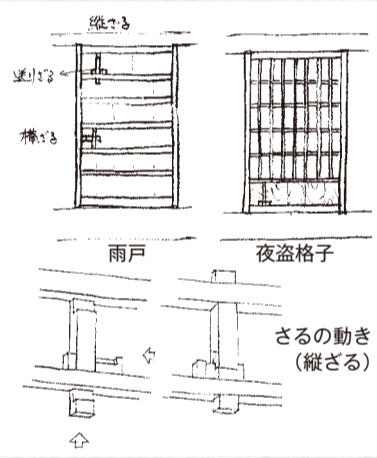 縦ざる
送りざる
横ざる
雨戸
夜盗格子
さるの動き
（縦ざる）